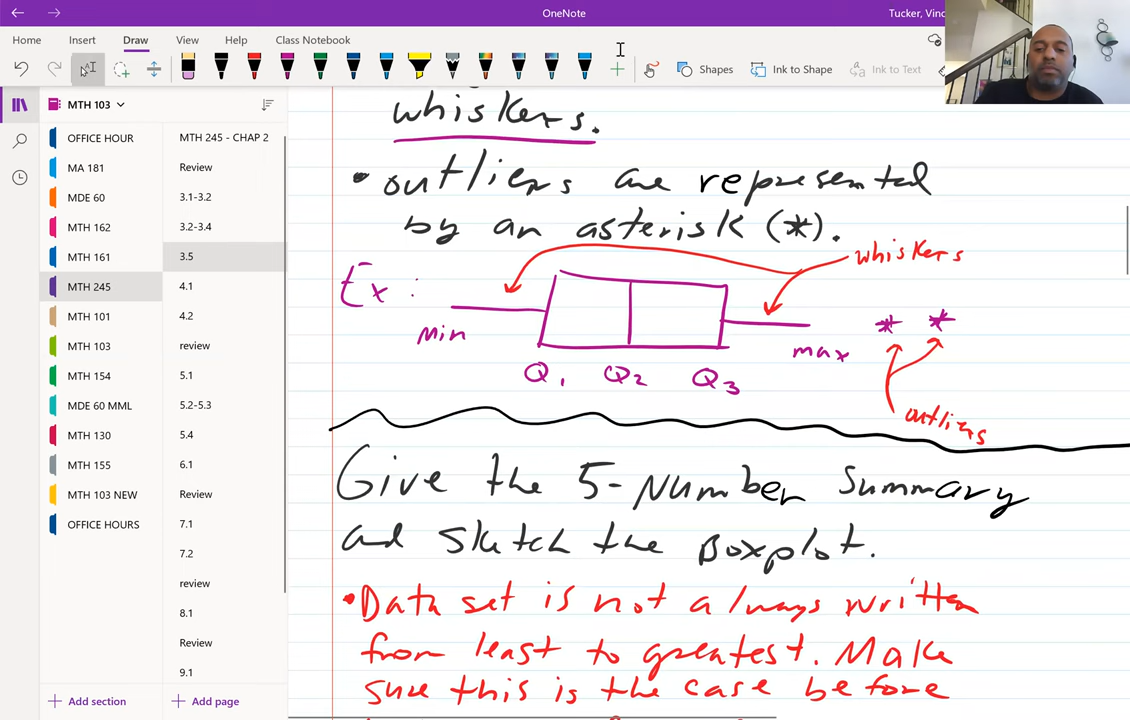 OneNote
Tucker, Vinc
Home Insert Draw View Help Class Notebook
Shapes Ink to Shape Ink to Text
MTH 103
OFFICE HOUR
MA 181
MDE 60
MTH 162
MTH 161
MTH 245
MTH 101
MTH 103
MTH 154
MDE 60 MML
MTH 130
MTH 155
MTH 103 NEW
OFFICE HOURS
Add section
MTH 245 - CHAP 2
Review
3.1-3.2
3.2-3.4
3.5
4.1
4.2
review
5.1
5.2-5.3
5.4
6.1
Review
7.1
7.2
review
8.1
Review
9.1
Add page
whiskers.
• outliers are represented
by an asterisk (*).
whiskers
Ex:
* *
Min
max
Q1 Q2 Q3
outliers
Give the 5-Number Summary
and sketch the Boxplot.
• Data set is not always written
from least to greatest. Make
sure this is the case before